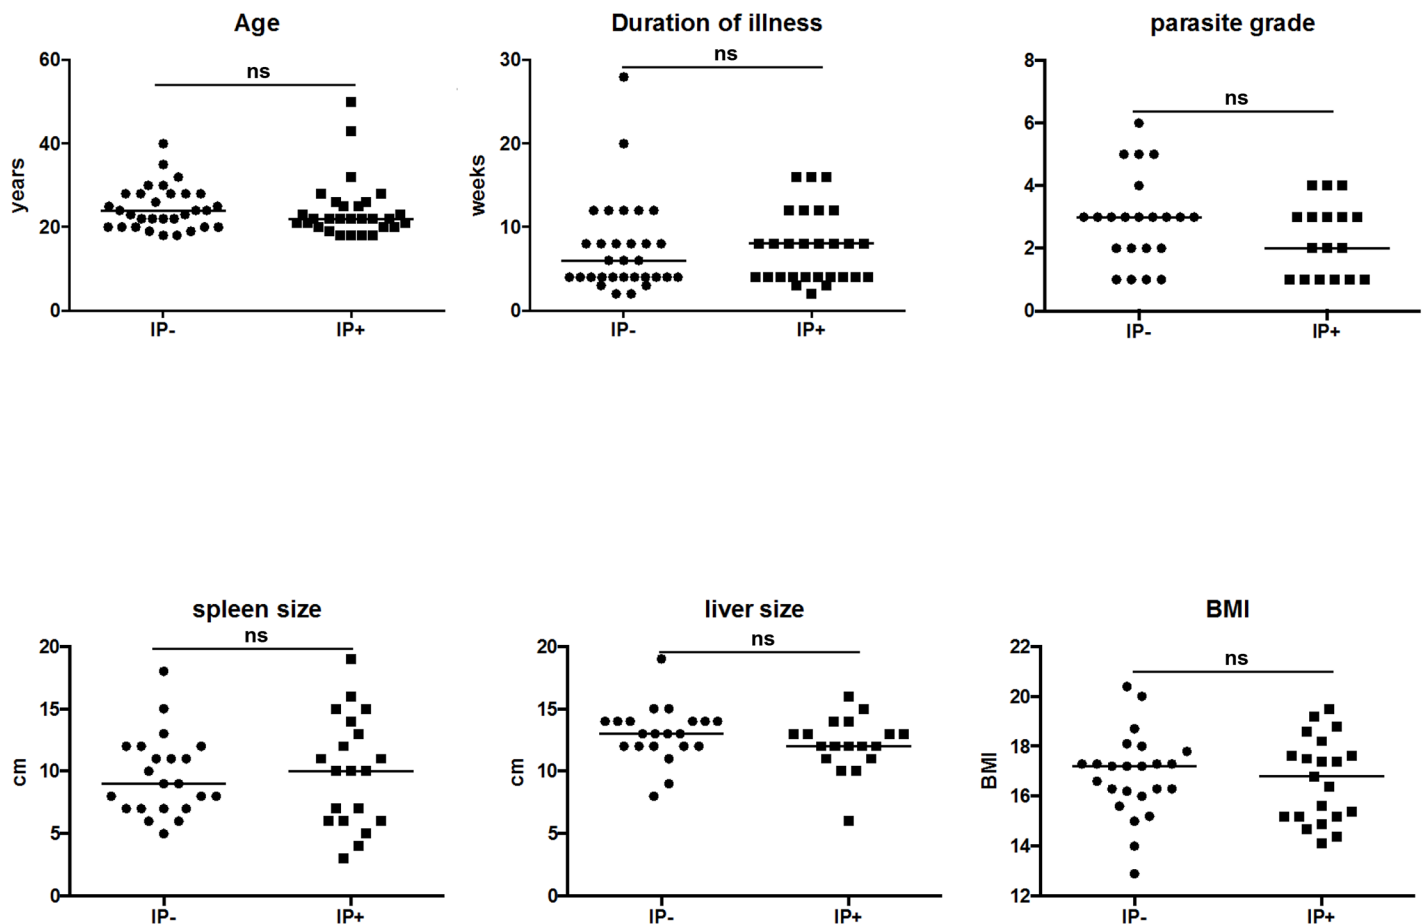 Age
ns
60
40
20
0
years
IP-
IP+
Duration of illness
ns
30
20
10
0
weeks
IP-
IP+
parasite grade
ns
8
6
4
2
0
IP-
IP+
spleen size
ns
20
15
10
5
0
cm
IP-
IP+
liver size
ns
20
15
10
5
0
cm
IP-
IP+
BMI
ns
22
20
18
16
14
12
BMI
IP-
IP+